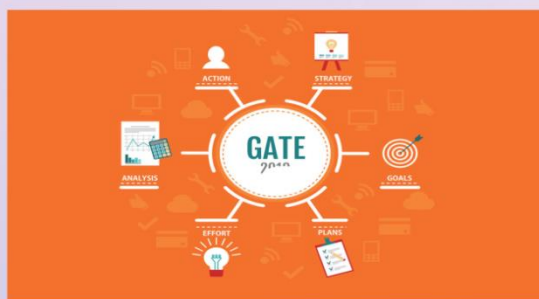 ACTION
STRATEGY
GATE
ANALYSIS
GOALS
EFFORT
PLANS